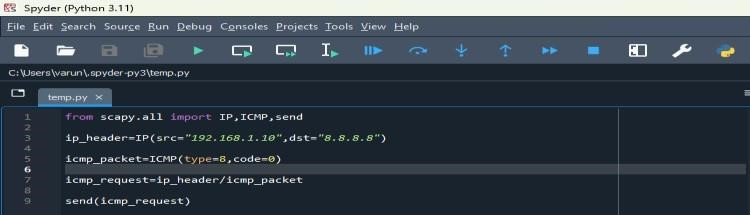 Spyder (Python 3.11)
File Edit Search Source Run Debug Consoles Projects Tools View Help
C:\Users\varun\.spyder-py3\temp.py
temp.py
1 from scapy.all import IP,ICMP,send
2
3 ip_header=IP(src="192.168.1.10",dst="8.8.8.8")
4
5 icmp_packet=ICMP(type=8,code=0)
6
7 icmp_request=ip_header/icmp_packet
8
9 send(icmp_request)